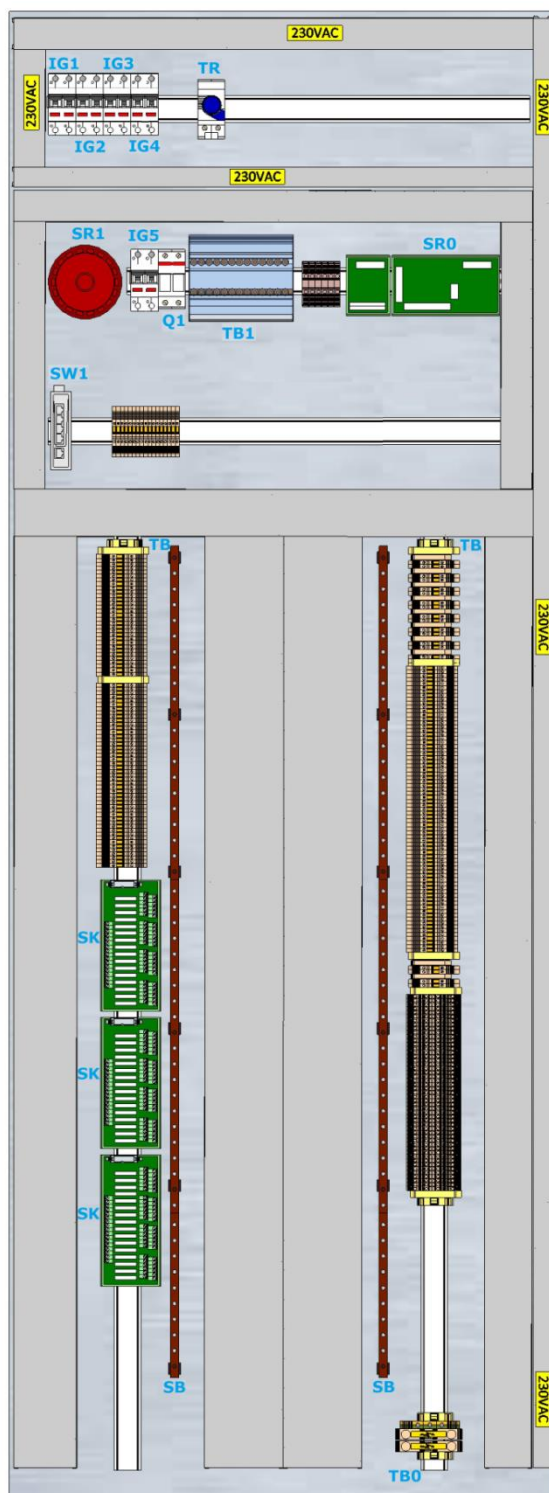 230VAC
IG1 IG3 TR
230VAC
230VAC
IG2 IG4
230VAC
SR1 IG5 SR0
Q1
TB1
SW1
TB TB
230VAC
SK
SK
SK
SB SB
230VAC
TB0